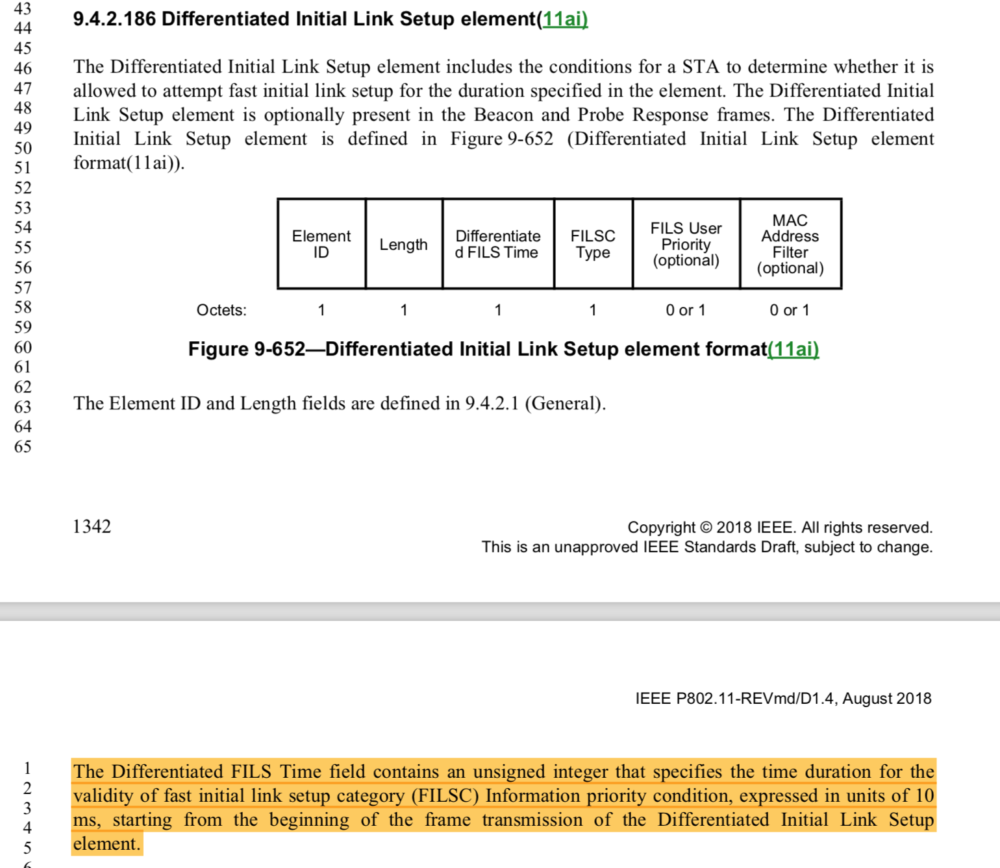 43
44
45
46
47
48
49
50
51
52
53
54
55
56
57
58
59
60
61
62
63
64
65
9.4.2.186 Differentiated Initial Link Setup element(11ai)
The Differentiated Initial Link Setup element includes the conditions for a STA to determine whether it is
allowed to attempt fast initial link setup for the duration specified in the element. The Differentiated Initial
Link Setup element is optionally present in the Beacon and Probe Response frames. The Differentiated
Initial Link Setup element is defined in Figure 9-652 (Differentiated Initial Link Setup element
format(11ai)).
Element
ID
Length
Differentiate
d FILS Time
FILSC
Type
FILS User
Priority
(optional)
MAC
Address
Filter
(optional)
Octets: 1 1 1 1 0 or 1 0 or 1
Figure 9-652—Differentiated Initial Link Setup element format(11ai)
The Element ID and Length fields are defined in 9.4.2.1 (General).
1342
Copyright © 2018 IEEE. All rights reserved.
This is an unapproved IEEE Standards Draft, subject to change.
IEEE P802.11-REVmd/D1.4, August 2018
1
2
3
4
5
6
The Differentiated FILS Time field contains an unsigned integer that specifies the time duration for the
validity of fast initial link setup category (FILSC) Information priority condition, expressed in units of 10
ms, starting from the beginning of the frame transmission of the Differentiated Initial Link Setup
element.